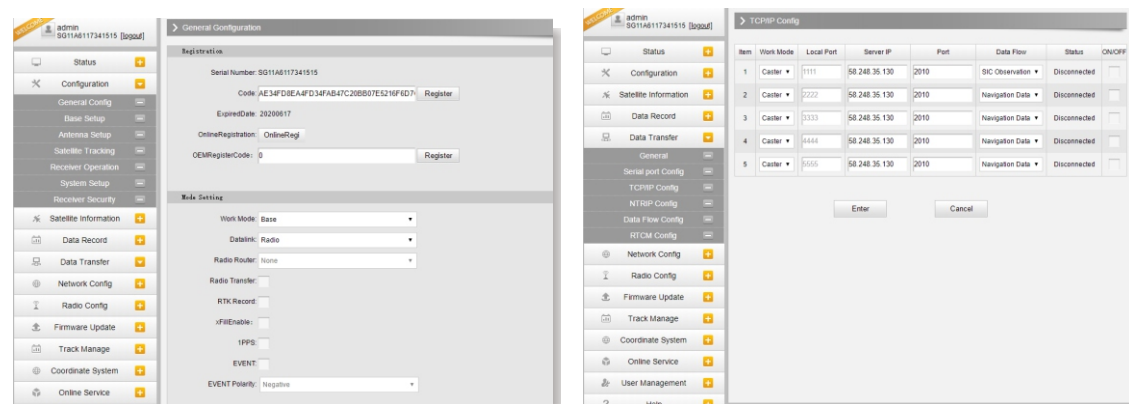 WELCOME
admin
SG11A6117341515 [logout]
Status
Configuration
General Config
Base Setup
Antenna Setup
Satellite Tracking
Receiver Operation
System Setup
Receiver Security
Satellite Information
Data Record
Data Transfer
Network Config
Radio Config
Firmware Update
Track Manage
Coordinate System
Online Service
General Configuration
Registration
Serial Number: SG11A6117341515
Code: AE34FD8EA4FD34FAB47C20BB07E5216F6D7 Register
ExpiredDate: 20200617
OnlineRegistration: OnlineRegi
OEMRegisterCode: 0 Register
Mode Setting
Work Mode: Base
Datalink: Radio
Radio Router: None
Radio Transfer:
RTK Record:
xFillEnable:
1PPS:
EVENT:
EVENT Polarity: Negative
WELCOME
admin
SG11A6117341515 [logout]
Status
Configuration
Satellite Information
Data Record
Data Transfer
General
Serial port Config
TCP/IP Config
NTRIP Config
Data Flow Config
RTCM Config
Network Config
Radio Config
Firmware Update
Track Manage
Coordinate System
Online Service
User Management
Help
TCP/IP Config
Item Work Mode Local Port Server IP Port Data Flow Status ON/OFF
1 Caster 1111 58.248.35.130 2010 SIC Observation Disconnected
2 Caster 2222 58.248.35.130 2010 Navigation Data Disconnected
3 Caster 3333 58.248.35.130 2010 Navigation Data Disconnected
4 Caster 4444 58.248.35.130 2010 Navigation Data Disconnected
5 Caster 5555 58.248.35.130 2010 Navigation Data Disconnected
Enter Cancel